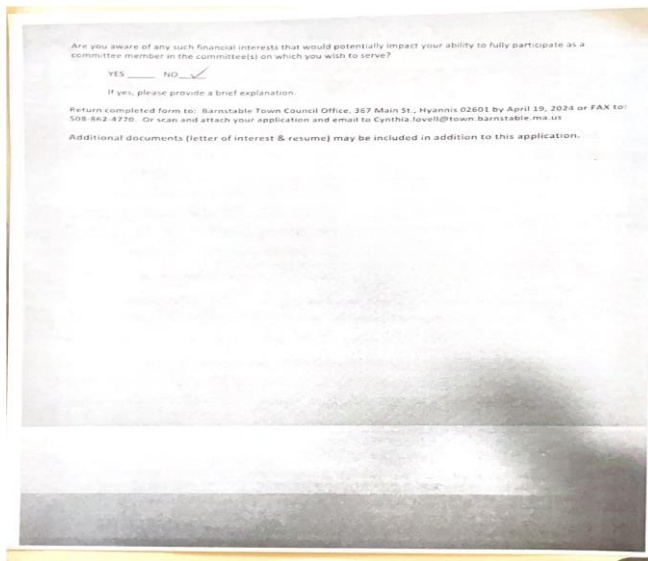 Are you aware of any such financial interests that would potentially impact your ability to fully participate as a
committee member in the committee(s) on which you wish to serve?
YES _____ NO __✓__
If yes, please provide a brief explanation.
Return completed form to: Barnstable Town Council Office, 367 Main St., Hyannis 02601 by April 19, 2024 or FAX to:
508-862-4770. Or scan and attach your application and email to Cynthia.lovell@town.barnstable.ma.us
Additional documents (letter of interest & resume) may be included in addition to this application.